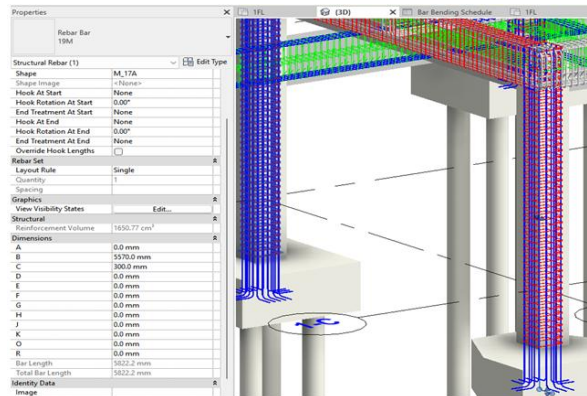 Properties
1FL
(3D)
Bar Bending Schedule
1FL
Rebar Bar
19M
Structural Rebar (1)
Edit Type
Shape M_17A
Shape Image <None>
Hook At Start None
Hook Rotation At Start 0.00°
End Treatment At Start None
Hook At End None
Hook Rotation At End 0.00°
End Treatment At End None
Override Hook Lengths
Rebar Set
Layout Rule Single
Quantity 1
Spacing
Graphics
View Visibility States Edit...
Structural
Reinforcement Volume 1650.77 cm³
Dimensions
A 0.0 mm
B 5570.0 mm
C 300.0 mm
D 0.0 mm
E 0.0 mm
F 0.0 mm
G 0.0 mm
H 0.0 mm
J 0.0 mm
K 0.0 mm
O 0.0 mm
R 0.0 mm
Bar Length 5822.2 mm
Total Bar Length 5822.2 mm
Identity Data
Image